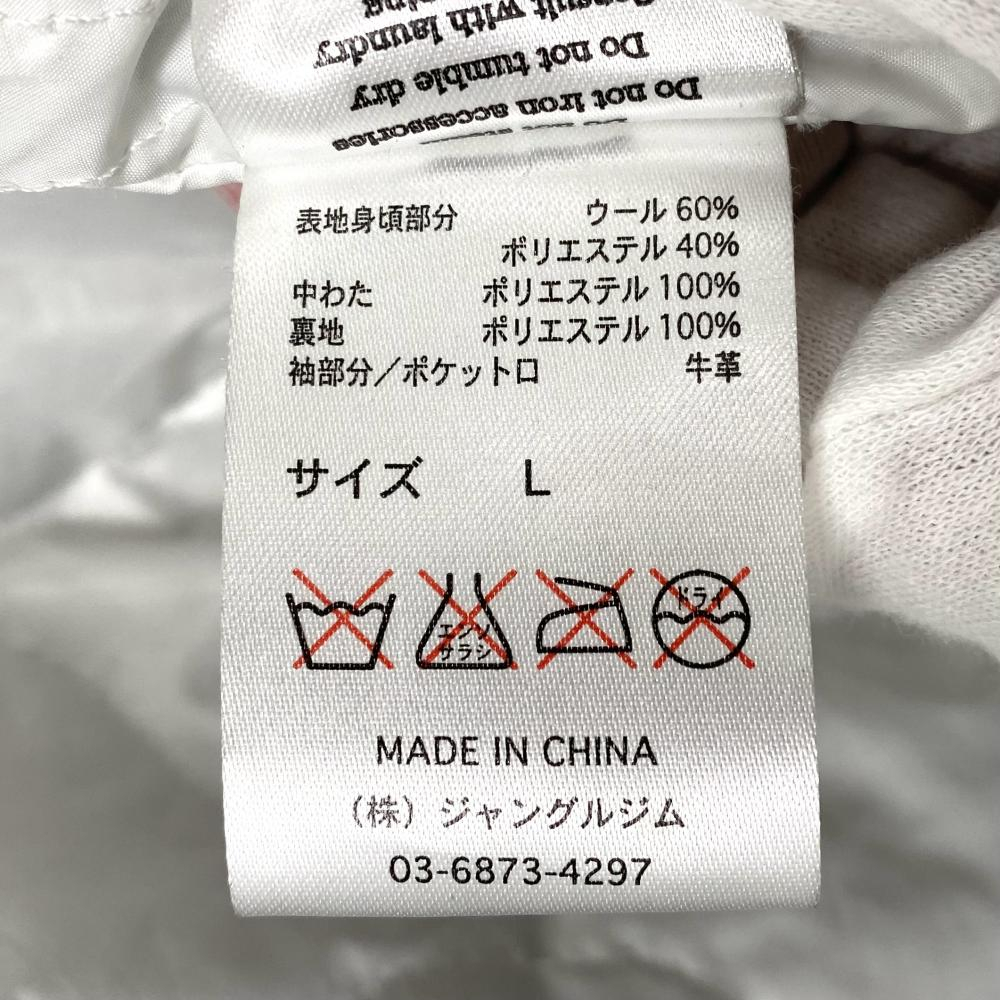 Consult with laundry
Do not tumble dry
Do not iron accessories
表地身頃部分 ウール 60%
ポリエステル 40%
中わた ポリエステル 100%
裏地 ポリエステル 100%
袖部分/ポケット口 牛革
サイズ L
エンソ
サラシ
ドライ
MADE IN CHINA
(株) ジャングルジム
03-6873-4297